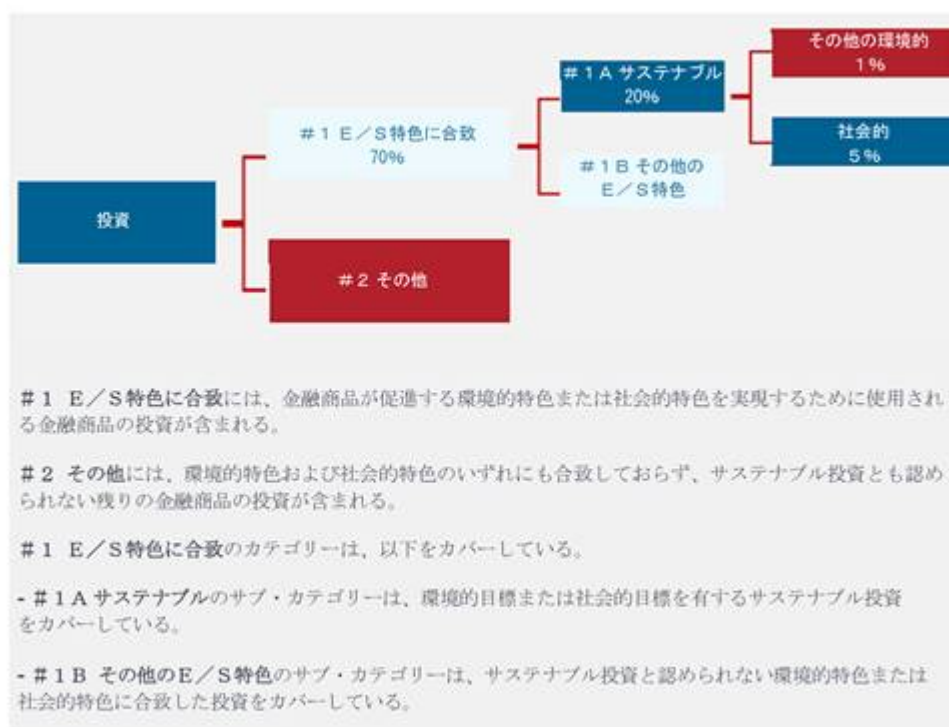 その他の環境的
1%
#1A サステナブル
20%
#1 E/S特色に合致
70%
社会的
5%
#1B その他の
E/S特色
投資
#2 その他
#1 E/S特色に合致には、金融商品が促進する環境的特色または社会的特色を実現するために使用され
る金融商品の投資が含まれる。
#2 その他には、環境的特色および社会的特色のいずれにも合致しておらず、サステナブル投資とも認め
られない残りの金融商品の投資が含まれる。
#1 E/S特色に合致のカテゴリーは、以下をカバーしている。
- #1A サステナブルのサブ・カテゴリーは、環境的目標または社会的目標を有するサステナブル投資
をカバーしている。
- #1B その他のE/S特色のサブ・カテゴリーは、サステナブル投資と認められない環境的特色または
社会的特色に合致した投資をカバーしている。